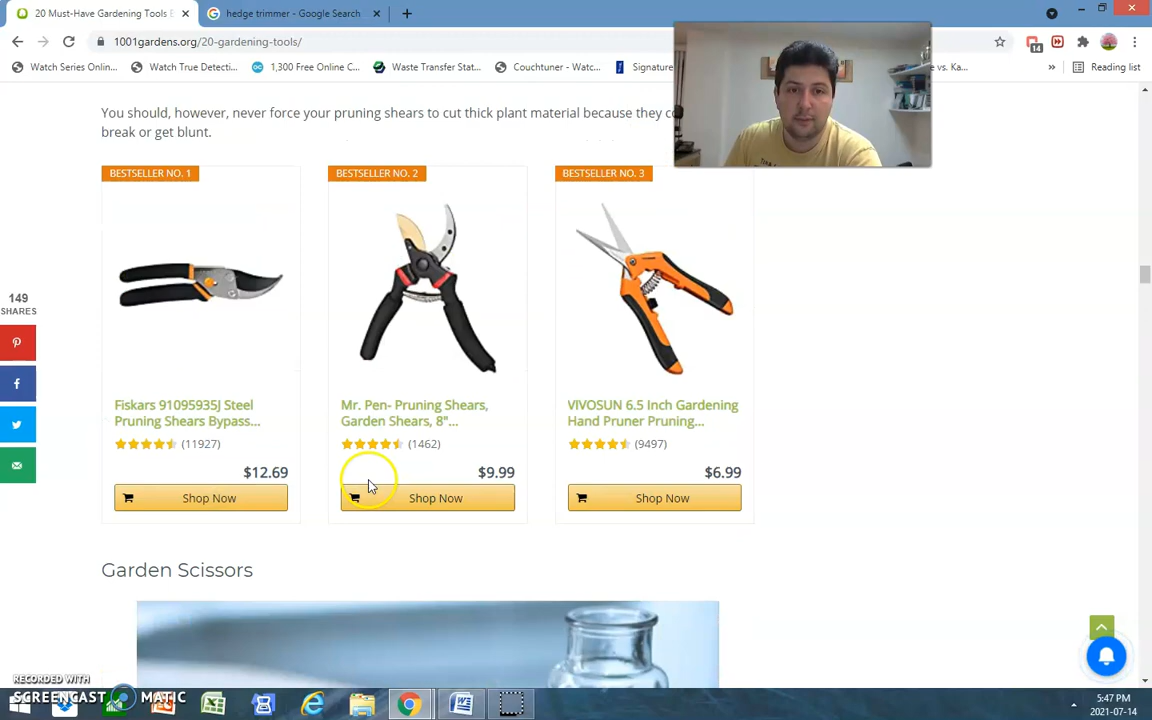 20 Must-Have Gardening Tools
hedge trimmer - Google Search
1001gardens.org/20-gardening-tools/
14
Watch Series Onlin...
Watch True Detecti...
1,300 Free Online C...
Waste Transfer Stat...
Couchtuner - Watc...
Signature
vs. Ka...
Reading list
You should, however, never force your pruning shears to cut thick plant material because they
break or get blunt.
BESTSELLER NO. 1
BESTSELLER NO. 2
BESTSELLER NO. 3
149
SHARES
Fiskars 91095935J Steel
Pruning Shears Bypass...
(11927)
$12.69
Shop Now
Mr. Pen- Pruning Shears,
Garden Shears, 8"...
(1462)
$9.99
Shop Now
VIVOSUN 6.5 Inch Gardening
Hand Pruner Pruning...
(9497)
$6.99
Shop Now
Garden Scissors
RECORDED WITH
SCREENCAST MATIC
5:47 PM
2021-07-14